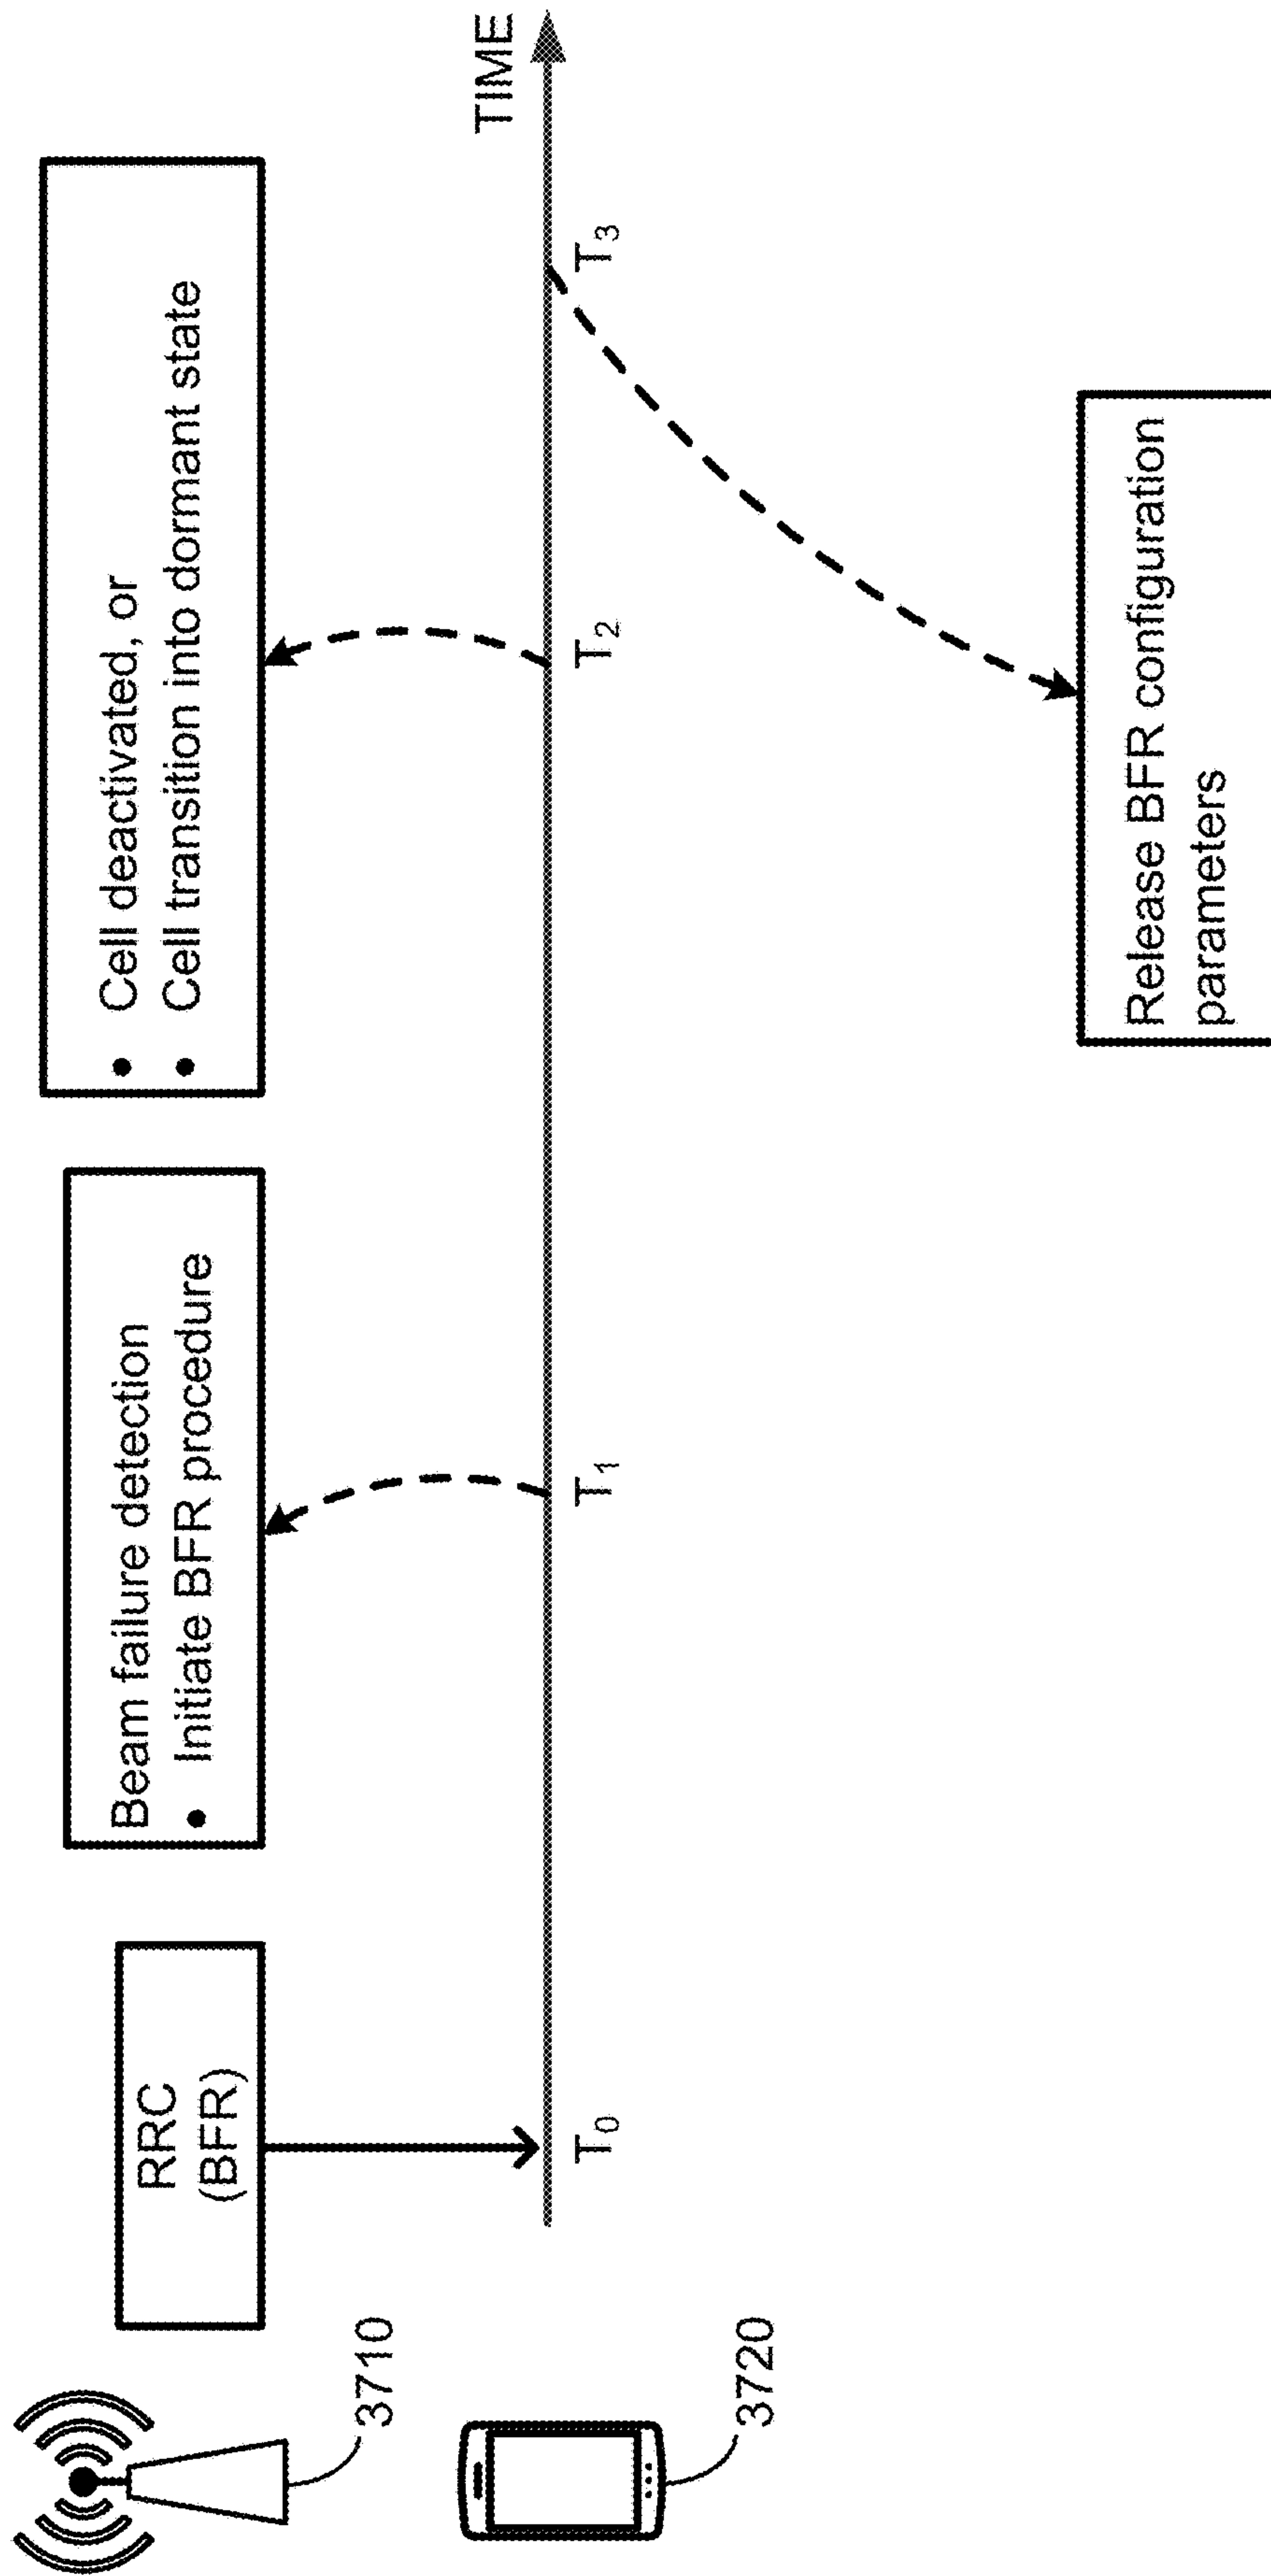 RRC
(BFR)
Beam failure detection
• Initiate BFR procedure
• Cell deactivated, or
• Cell transition into dormant state
3710
TIME
T0
T1
T2
T3
3720
Release BFR configuration
parameters